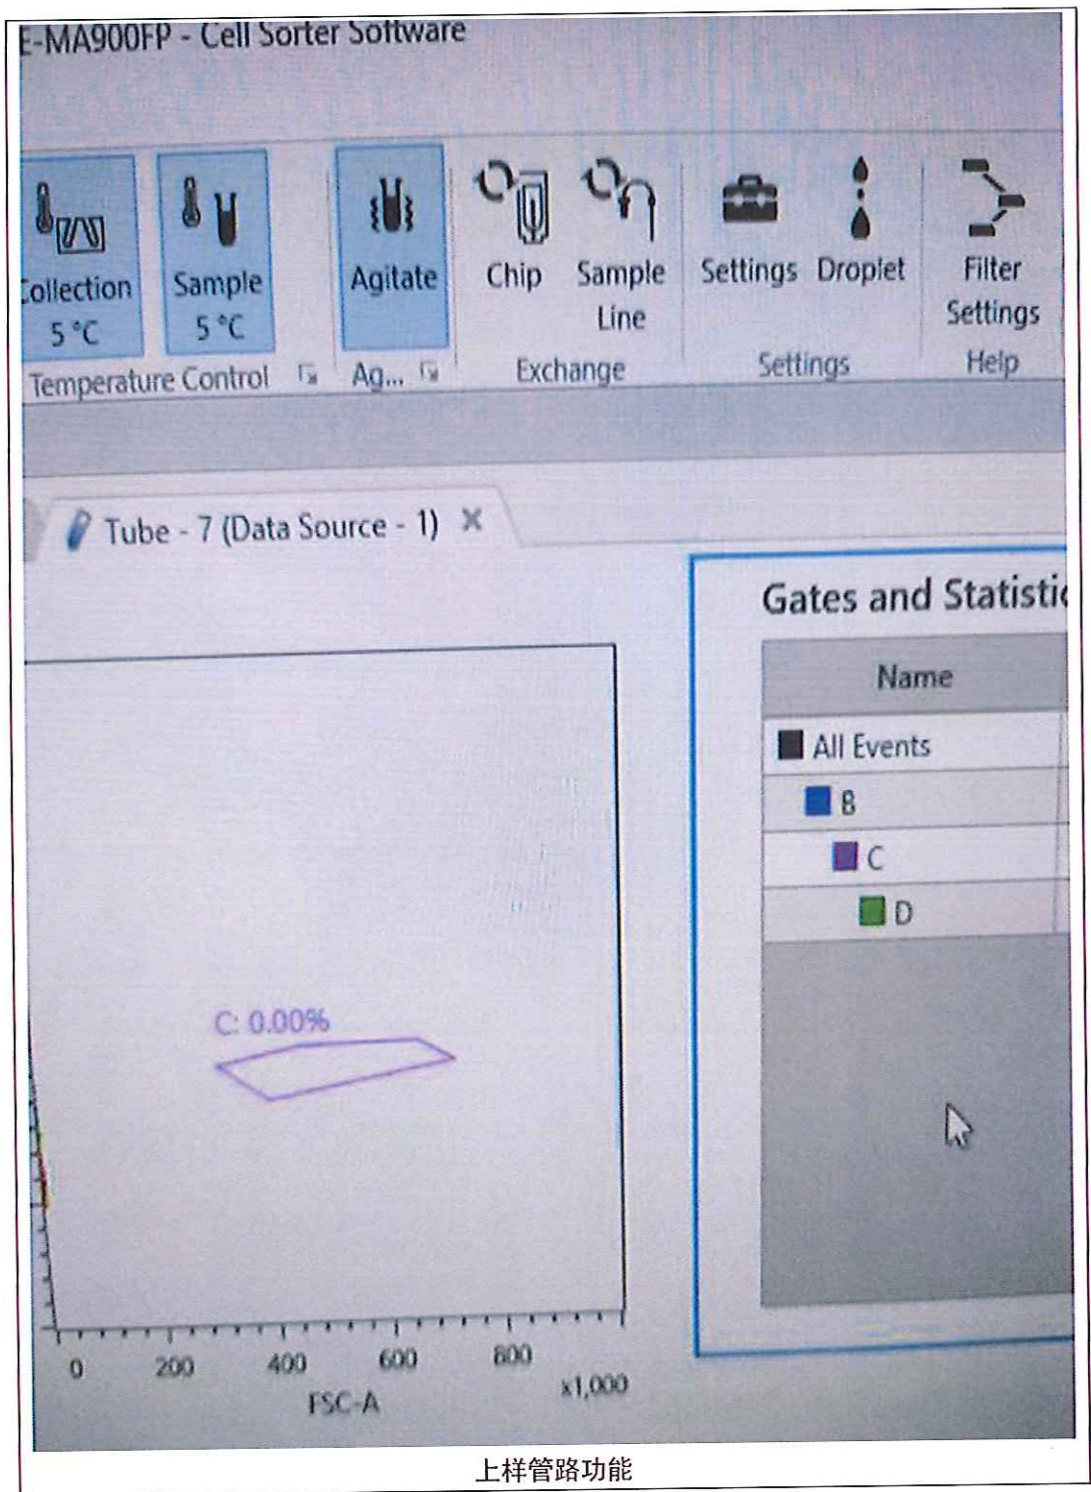 E-MA900FP - Cell Sorter Software
Collection
5 °C
Sample
5 °C
Temperature Control
Agitate
Ag...
Chip
Sample
Line
Exchange
Settings
Droplet
Settings
Filter
Settings
Help
Tube - 7 (Data Source - 1)
C: 0.00%
0 200 400 600 800
x1,000
FSC-A
Gates and Statistic
Name
All Events
B
C
D
上样管路功能